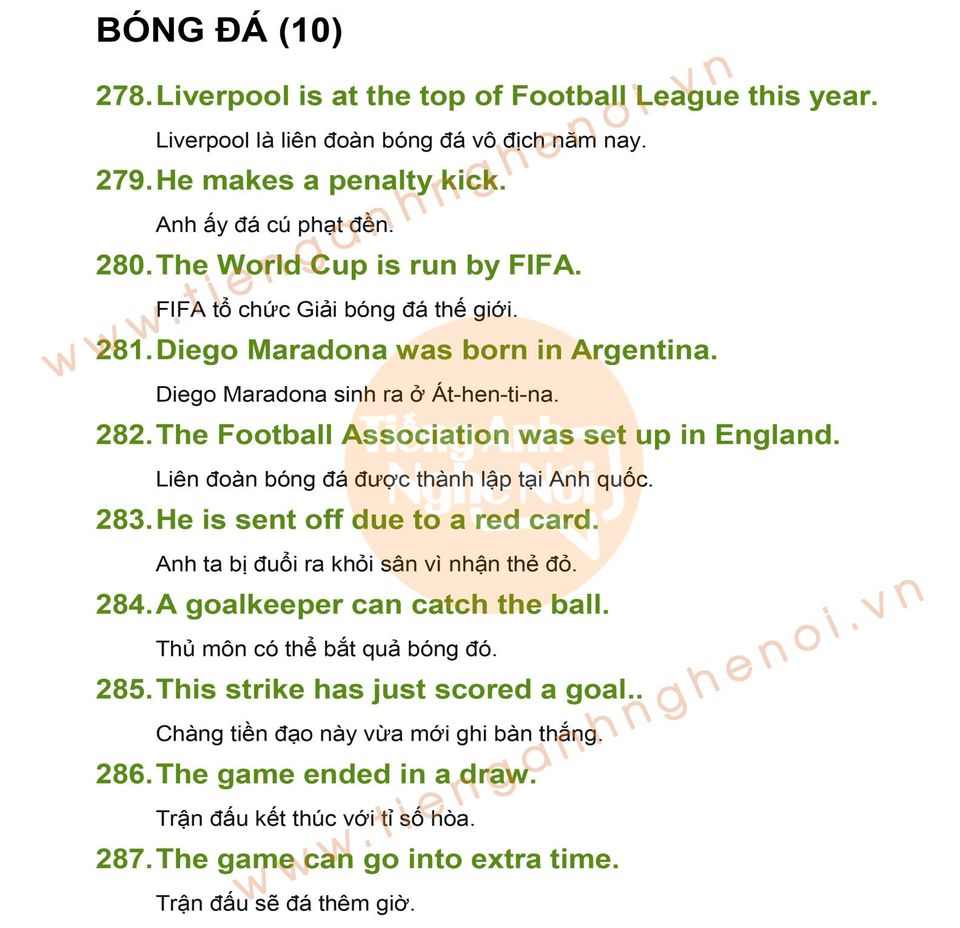 BÓNG ĐÁ (10)
278. Liverpool is at the top of Football League this year.
Liverpool là liên đoàn bóng đá vô địch năm nay.
279. He makes a penalty kick.
Anh ấy đá cú phạt đền.
280. The World Cup is run by FIFA.
FIFA tổ chức Giải bóng đá thế giới.
281. Diego Maradona was born in Argentina.
Diego Maradona sinh ra ở Át-hen-ti-na.
282. The Football Association was set up in England.
Liên đoàn bóng đá được thành lập tại Anh quốc.
283. He is sent off due to a red card.
Anh ta bị đuổi ra khỏi sân vì nhận thẻ đỏ.
284. A goalkeeper can catch the ball.
Thủ môn có thể bắt quả bóng đó.
285. This strike has just scored a goal..
Chàng tiền đạo này vừa mới ghi bàn thắng.
286. The game ended in a draw.
Trận đấu kết thúc với tỉ số hòa.
287. The game can go into extra time.
Trận đấu sẽ đá thêm giờ.
www.tienganhnghenoi.vn
Tiếng Anh
Nghe Nói
www.tienganhnghenoi.vn